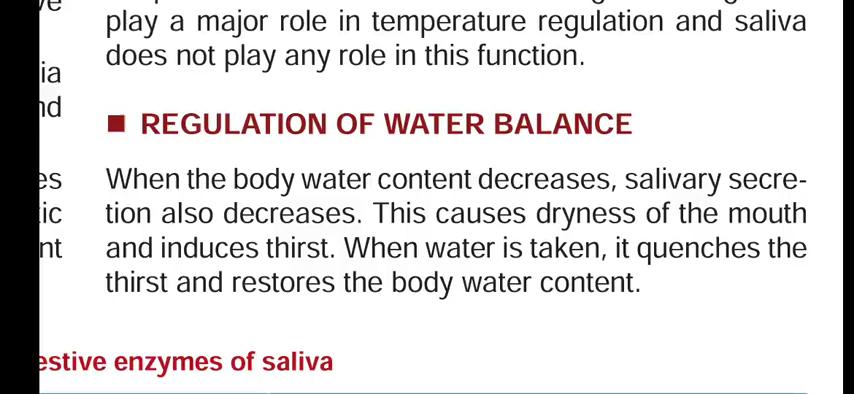 play a major role in temperature regulation and saliva
does not play any role in this function.
■ REGULATION OF WATER BALANCE
When the body water content decreases, salivary secre-
tion also decreases. This causes dryness of the mouth
and induces thirst. When water is taken, it quenches the
thirst and restores the body water content.
estive enzymes of saliva